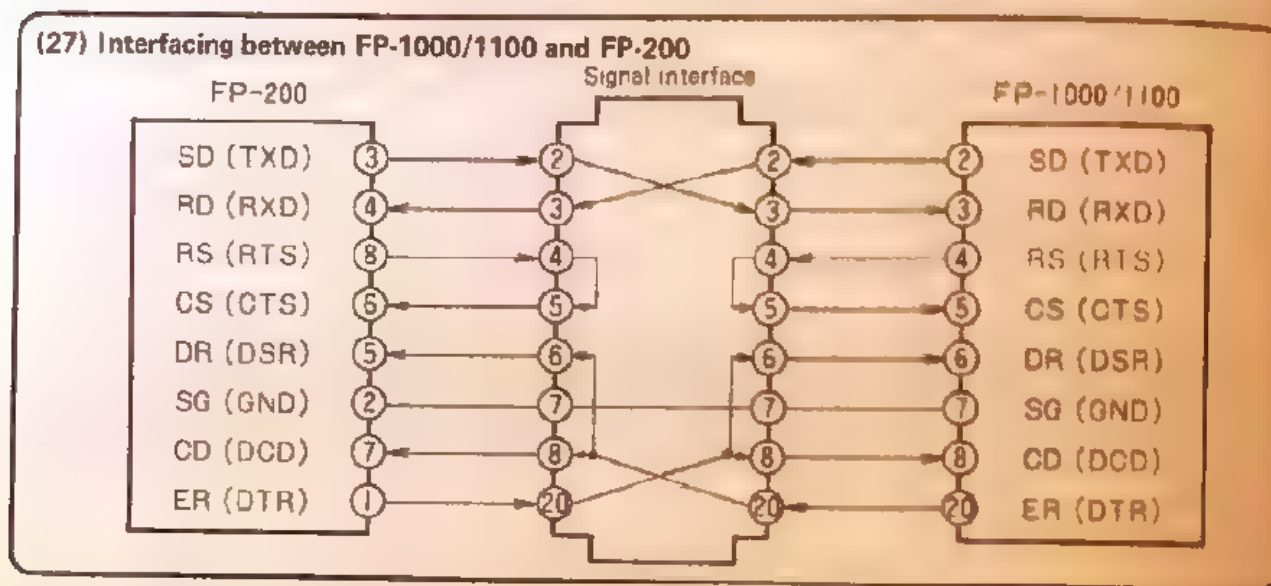 (27) Interfacing between FP-1000/1100 and FP-200
Signal interface
FP-200
FP-1000/1100
SD (TXD) 3 2 2 2 SD (TXD)
RD (RXD) 4 3 3 3 RD (RXD)
RS (RTS) 8 4 4 4 RS (RTS)
CS (CTS) 6 5 5 5 CS (CTS)
DR (DSR) 5 6 6 6 DR (DSR)
SG (GND) 2 7 7 7 SG (GND)
CD (DCD) 7 8 8 8 CD (DCD)
ER (DTR) 1 20 20 20 ER (DTR)